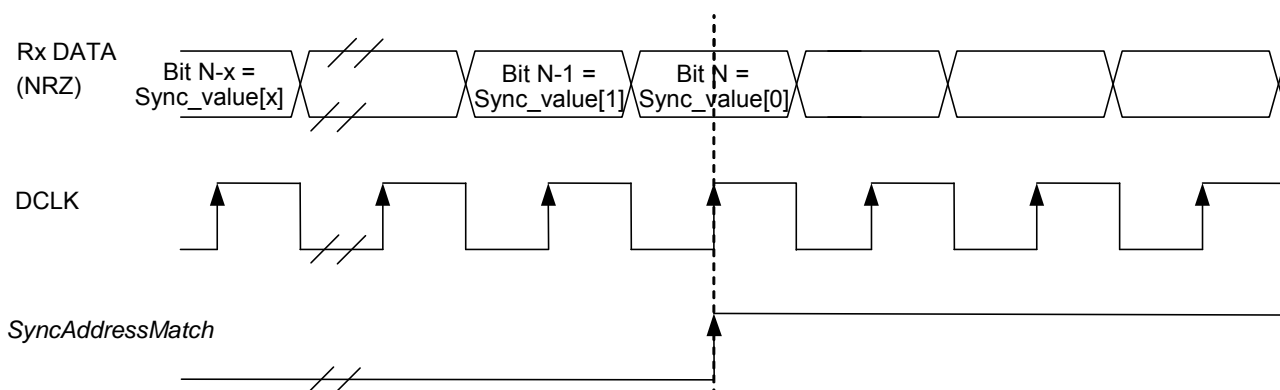 Rx DATA
(NRZ)
Bit N-x =
Sync_value[x]
Bit N-1 =
Sync_value[1]
Bit N =
Sync_value[0]
DCLK
SyncAddressMatch